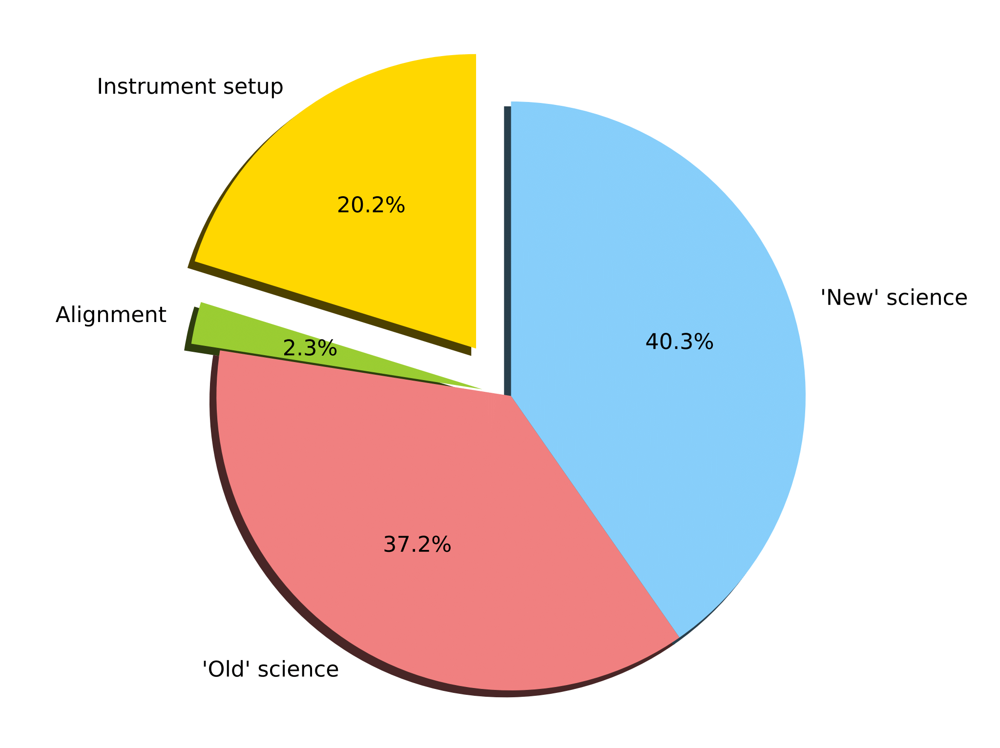 Instrument setup
20.2%
'New' science
Alignment
2.3%
40.3%
37.2%
'Old' science